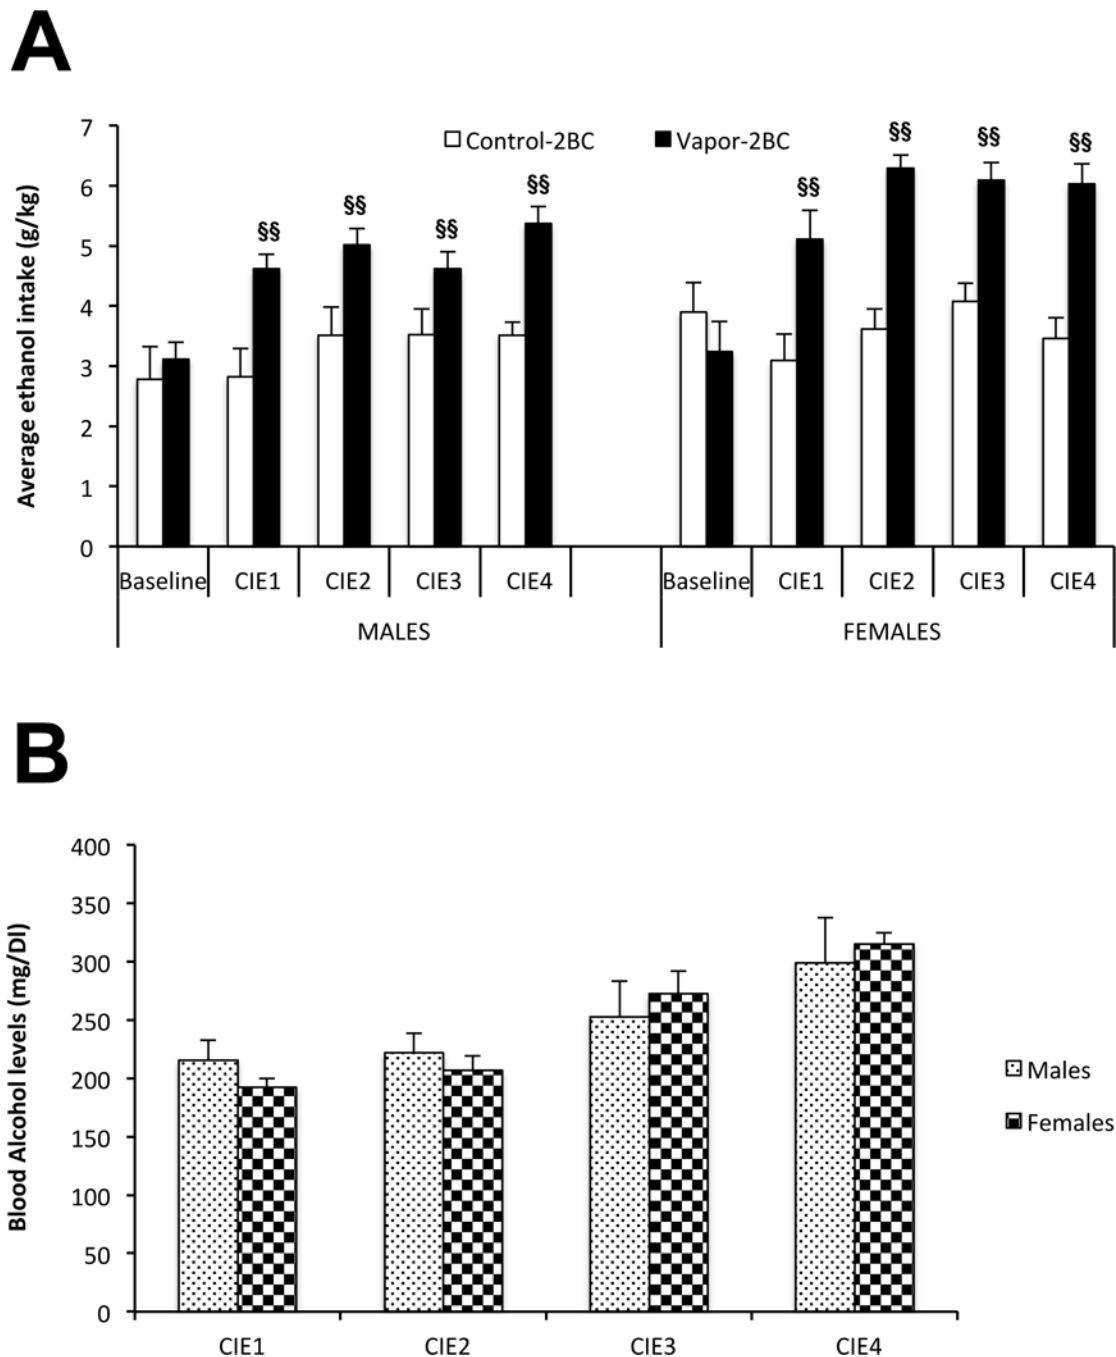 A
Average ethanol intake (g/kg)
7
6
5
4
3
2
1
0
Control-2BC Vapor-2BC
§§ §§ §§ §§ §§ §§ §§ §§
Baseline CIE1 CIE2 CIE3 CIE4 Baseline CIE1 CIE2 CIE3 CIE4
MALES FEMALES
B
Blood Alcohol levels (mg/Dl)
400
350
300
250
200
150
100
50
0
CIE1 CIE2 CIE3 CIE4
Males
Females